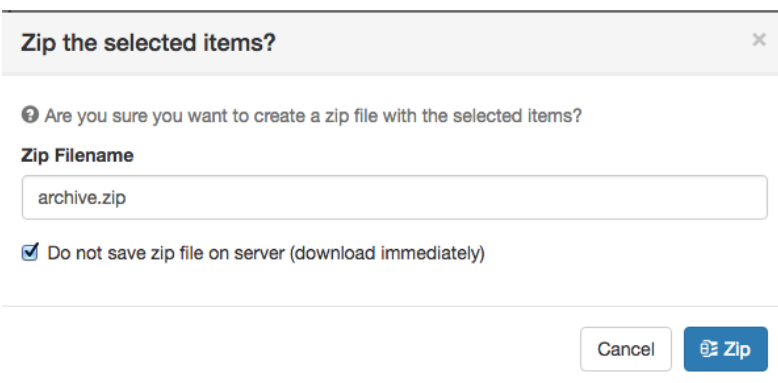 Zip the selected items?
×
Are you sure you want to create a zip file with the selected items?
Zip Filename
archive.zip
Do not save zip file on server (download immediately)
Cancel
Zip